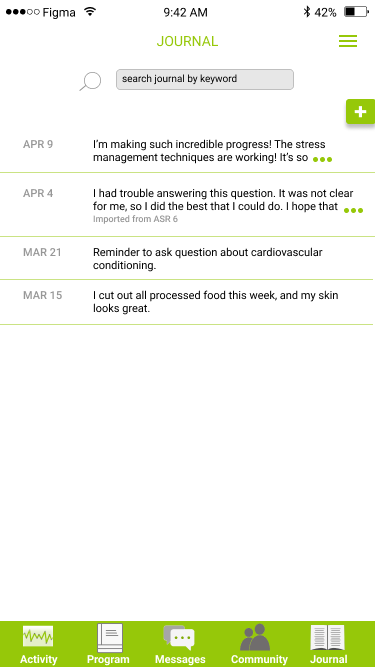 Figma 9:42 AM 42%
JOURNAL
search journal by keyword
APR 9 I’m making such incredible progress! The stress
management techniques are working! It’s so
APR 4 I had trouble answering this question. It was not clear
for me, so I did the best that I could do. I hope that
Imported from ASR 6
MAR 21 Reminder to ask question about cardiovascular
conditioning.
MAR 15 I cut out all processed food this week, and my skin
looks great.
Activity Program Messages Community Journal